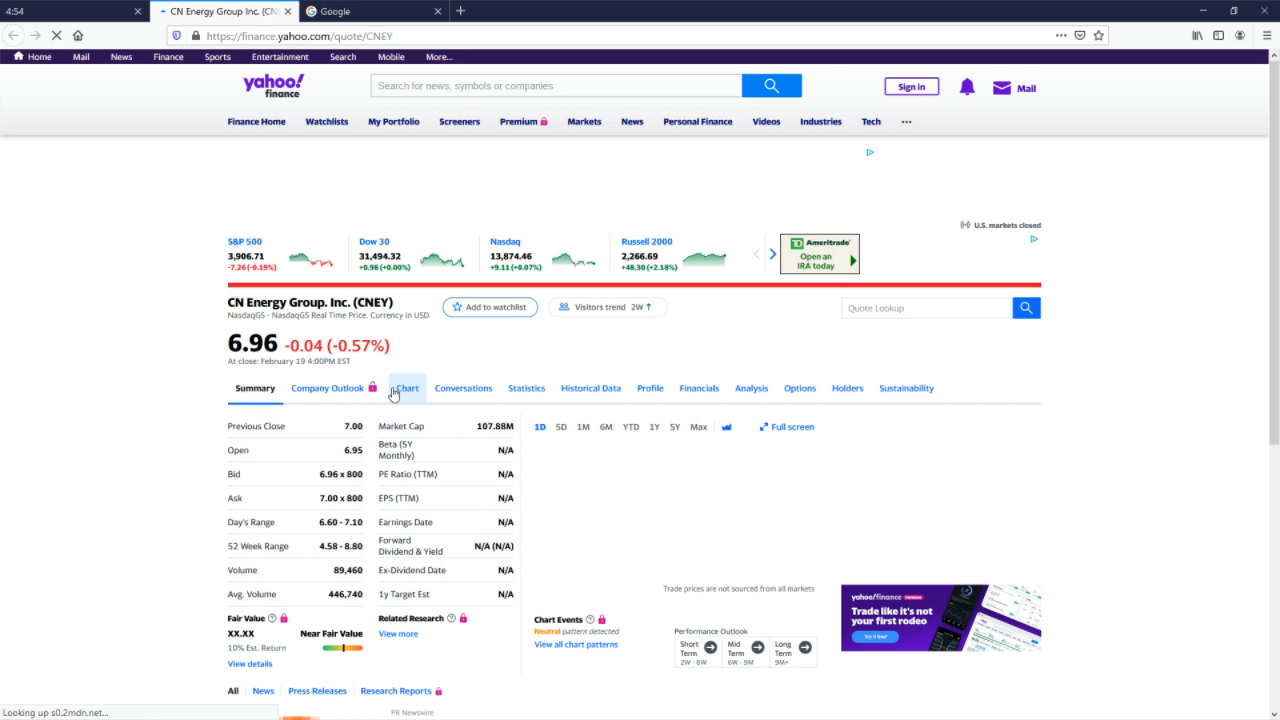 4:54
CN Energy Group Inc. (CN
Google
https://finance.yahoo.com/quote/CNEY
Home Mail News Finance Sports Entertainment Search Mobile More...
yahoo!
finance
Search for news, symbols or companies
Sign in
Mail
Finance Home Watchlists My Portfolio Screeners Premium Markets News Personal Finance Videos Industries Tech
U.S. markets closed
S&P 500
3,906.71
-7.26 (-0.19%)
Dow 30
31,494.32
+0.98 (+0.00%)
Nasdaq
13,874.46
+9.11 (+0.07%)
Russell 2000
2,266.69
+48.30 (+2.18%)
TD Ameritrade
Open an
IRA today
CN Energy Group. Inc. (CNEY)
NasdaqGS - NasdaqGS Real Time Price. Currency in USD
Add to watchlist
Visitors trend 2W↑
Quote Lookup
6.96 -0.04 (-0.57%)
At close: February 19 4:00PM EST
Summary Company Outlook Chart Conversations Statistics Historical Data Profile Financials Analysis Options Holders Sustainability
Previous Close 7.00
Open 6.95
Bid 6.96 x 800
Ask 7.00 x 800
Day's Range 6.60 - 7.10
52 Week Range 4.58 - 8.80
Volume 89,460
Avg. Volume 446,740
Market Cap 107.88M
Beta (5Y
Monthly) N/A
PE Ratio (TTM) N/A
EPS (TTM) N/A
Earnings Date N/A
Forward
Dividend & Yield N/A (N/A)
Ex-Dividend Date N/A
1y Target Est N/A
1D 5D 1M 6M YTD 1Y 5Y Max
Full screen
Trade prices are not sourced from all markets
Fair Value
XX.XX Near Fair Value
10% Est. Return
View details
Related Research
View more
Chart Events
Neutral pattern detected
View all chart patterns
Performance Outlook
Short
Term
2W - 6W
Mid
Term
6W - 9M
Long
Term
9M+
yahoo!finance PREMIUM
Trade like it's not
your first rodeo
Try it free*
All News Press Releases Research Reports
PR Newswire
Looking up s0.2mdn.net...